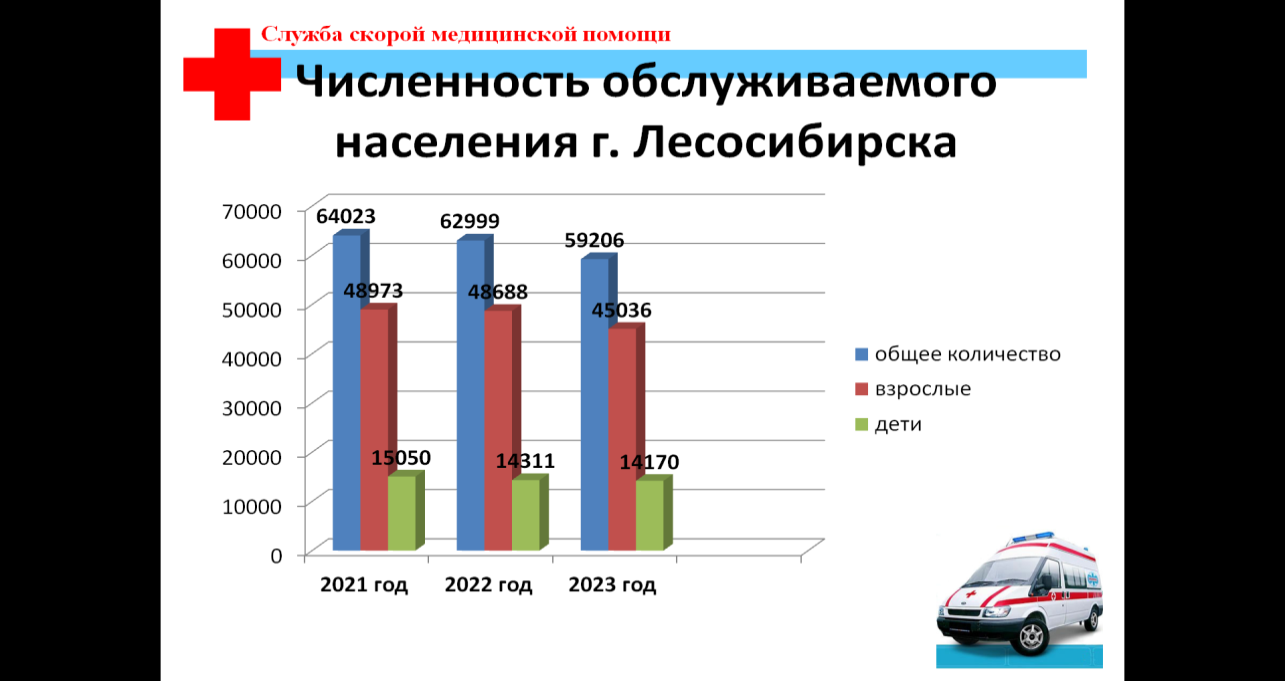 Служба скорой медицинской помощи
Численность обслуживаемого
населения г. Лесосибирска
70000
60000
50000
40000
30000
20000
10000
0
64023
48973
15050
62999
48688
14311
59206
45036
14170
2021 год
2022 год
2023 год
общее количество
взрослые
дети